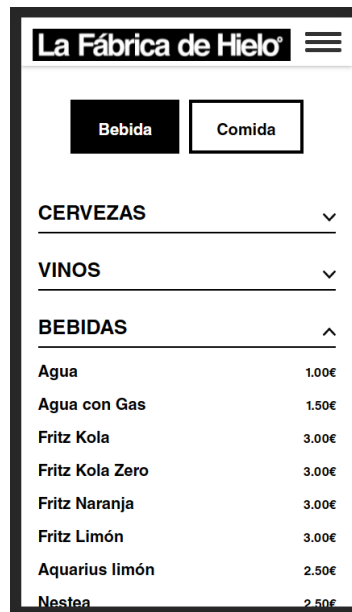 La Fábrica de Hielo°
Bebida Comida
CERVEZAS
VINOS
BEBIDAS
Agua 1.00€
Agua con Gas 1.50€
Fritz Kola 3.00€
Fritz Kola Zero 3.00€
Fritz Naranja 3.00€
Fritz Limón 3.00€
Aquarius limón 2.50€
Nestea 2.50€